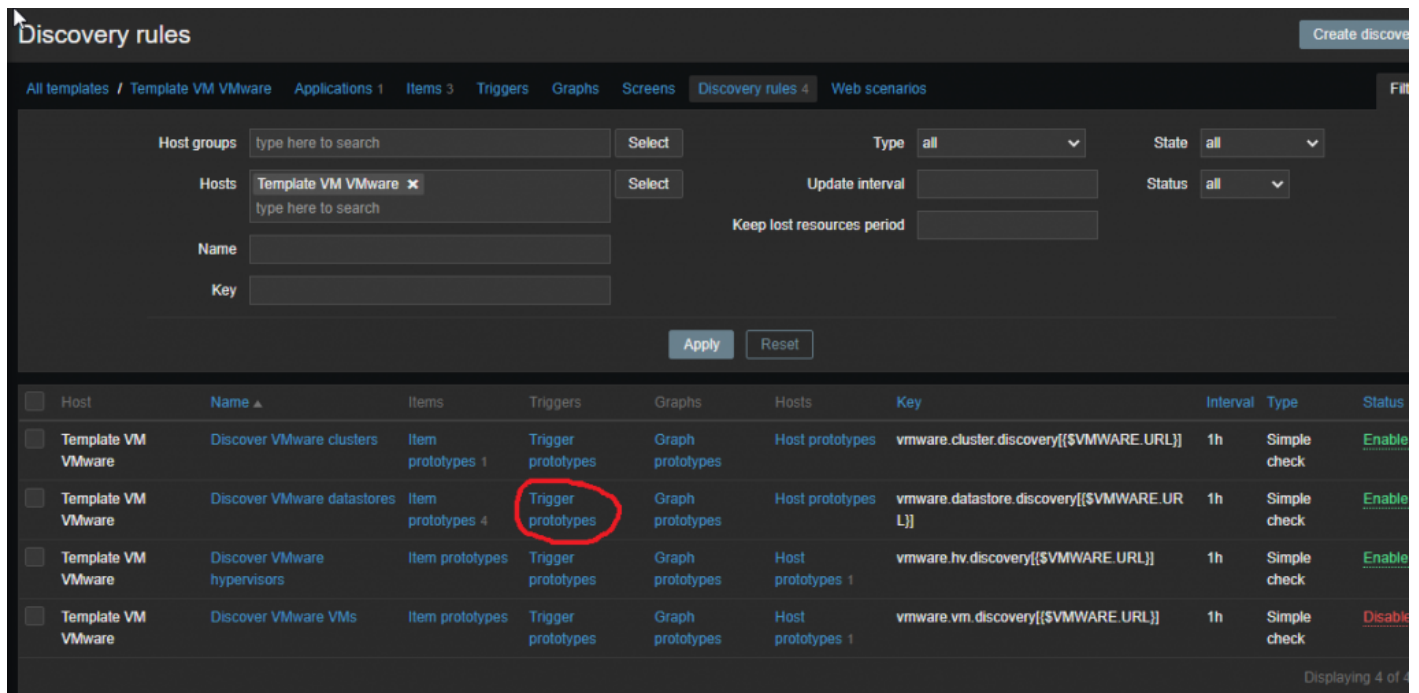 Discovery rules
Create discove
All templates / Template VM VMware Applications 1 Items 3 Triggers Graphs Screens Discovery rules 4 Web scenarios Filt
Host groups type here to search Select Type all State all
Hosts Template VM VMware × Select Update interval Status all
type here to search
Keep lost resources period
Name
Key
Apply Reset
Host Name Items Triggers Graphs Hosts Key Interval Type Status
Template VM Discover VMware clusters Item Trigger Graph Host prototypes vmware.cluster.discovery[{$VMWARE.URL}] 1h Simple Enable
VMware prototypes 1 prototypes prototypes check
Template VM Discover VMware datastores Item Trigger Graph Host prototypes vmware.datastore.discovery[{$VMWARE.UR 1h Simple Enable
VMware prototypes 4 prototypes prototypes L}] check
Template VM Discover VMware Item prototypes Trigger Graph Host vmware.hv.discovery[{$VMWARE.URL}] 1h Simple Enable
VMware hypervisors prototypes prototypes prototypes 1 check
Template VM Discover VMware VMs Item prototypes Trigger Graph Host vmware.vm.discovery[{$VMWARE.URL}] 1h Simple Disable
VMware prototypes prototypes prototypes 1 check
Displaying 4 of 4